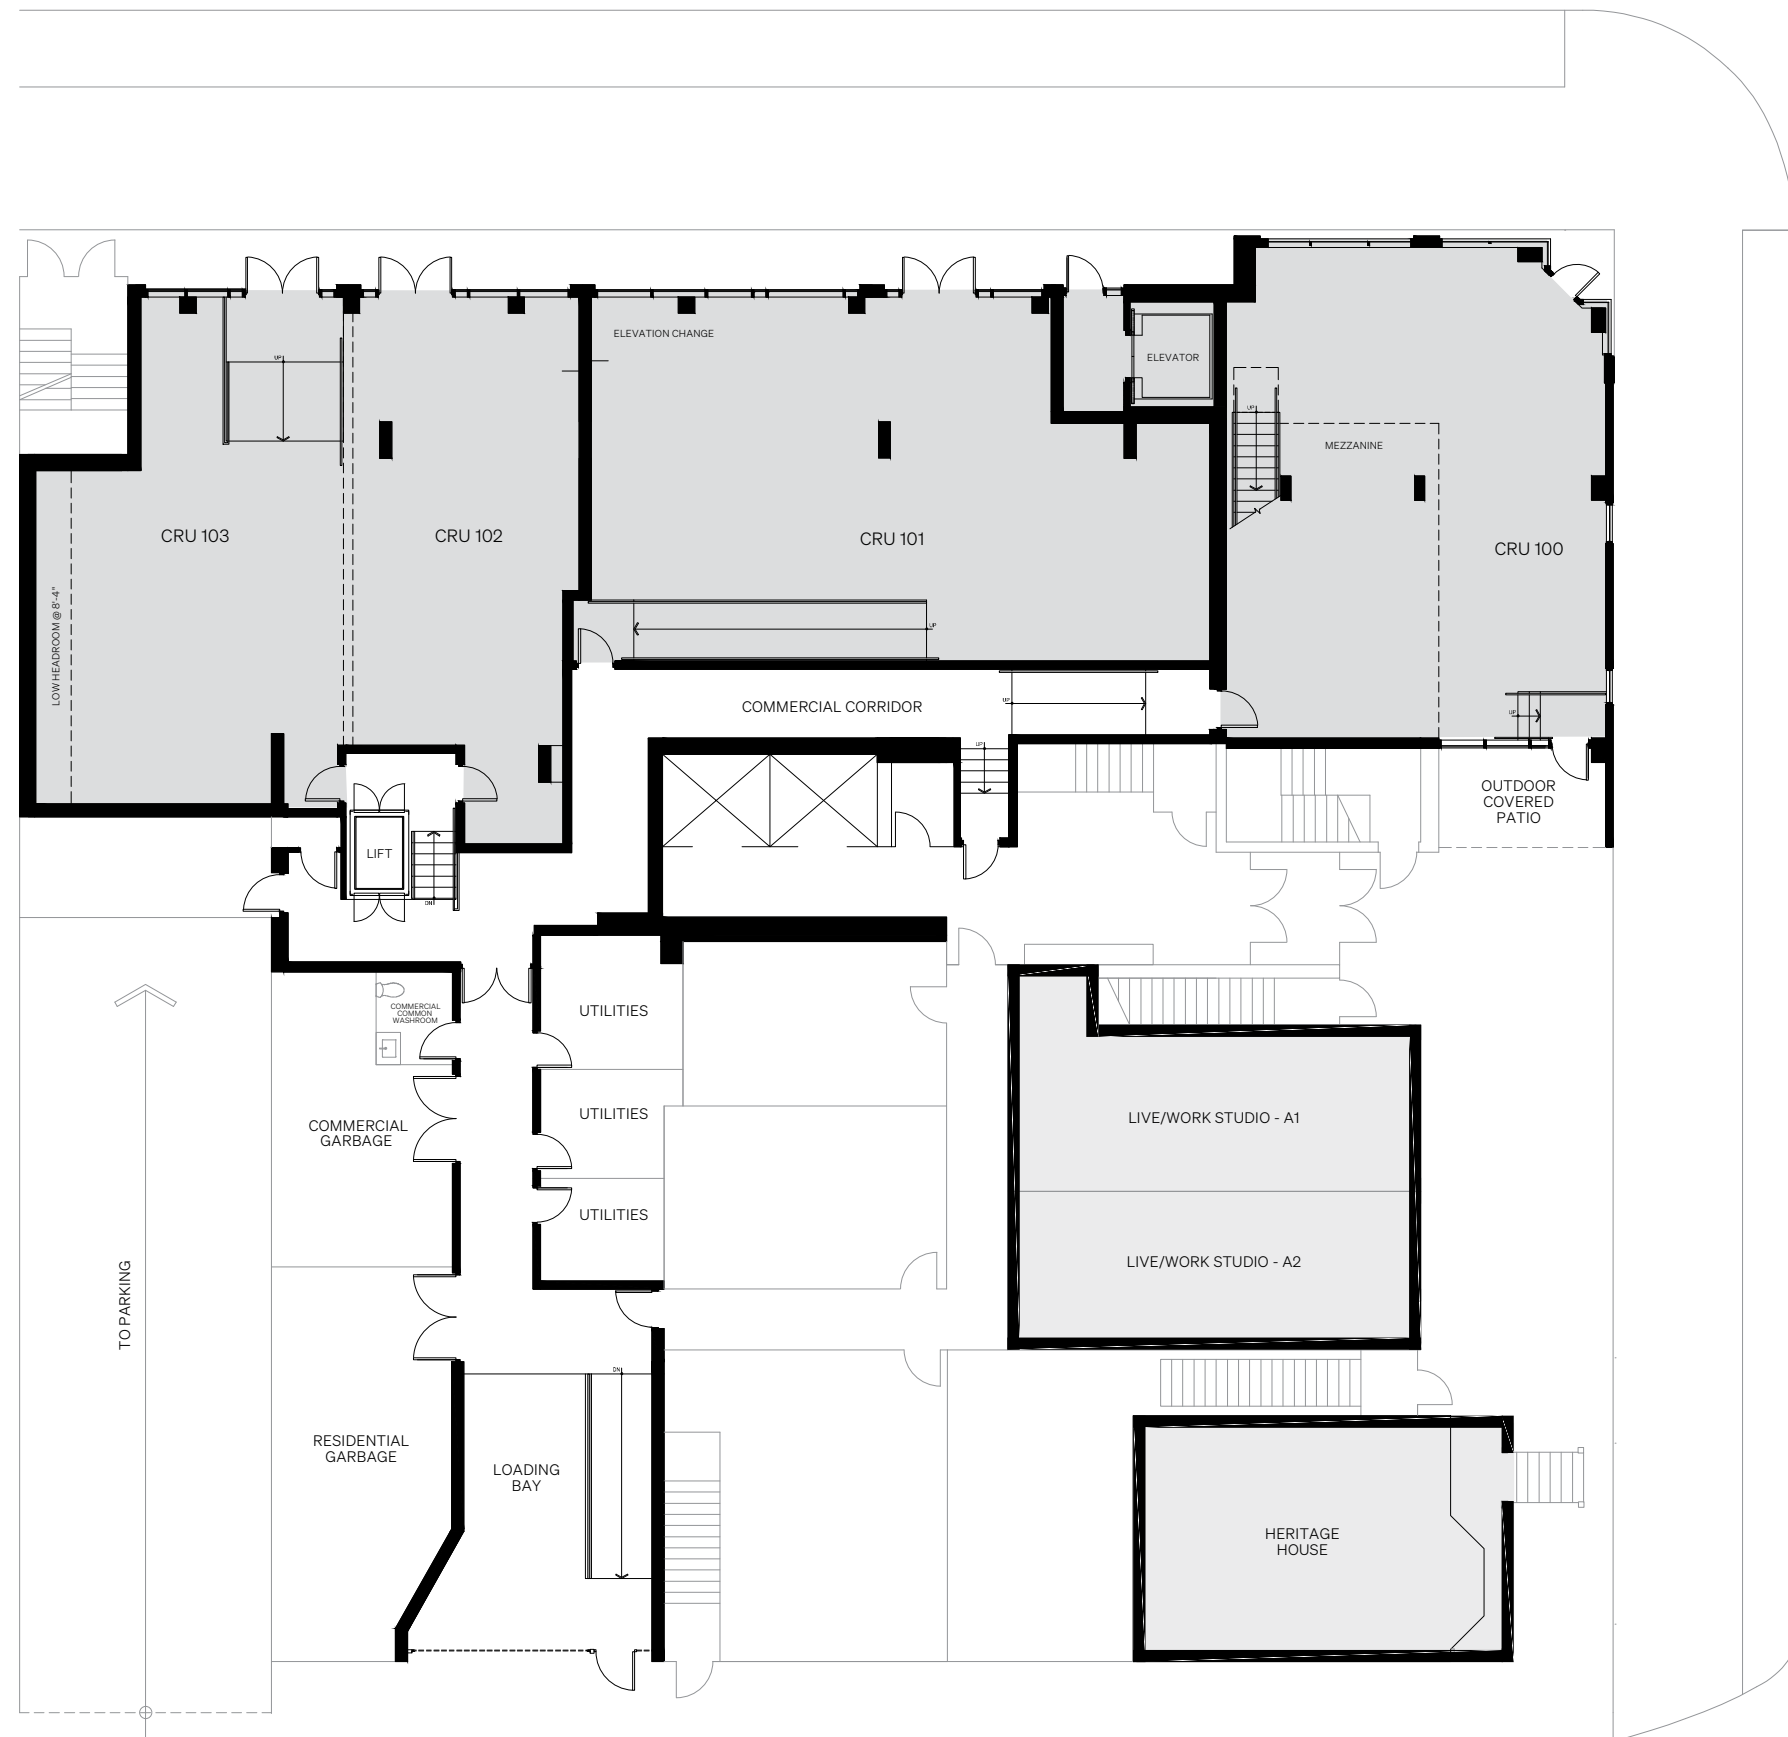 UP
ELEVATION CHANGE
ELEVATOR
UP
MEZZANINE
CRU 103
CRU 102
CRU 101
CRU 100
LOW HEADROOM @ 8'-4"
UP
COMMERCIAL CORRIDOR
UP
UP
UP
OUTDOOR
COVERED
PATIO
LIFT
DN
COMMERCIAL
COMMON
WASHROOM
UTILITIES
UTILITIES
UTILITIES
COMMERCIAL
GARBAGE
LIVE/WORK STUDIO - A1
LIVE/WORK STUDIO - A2
TO PARKING
DN
RESIDENTIAL
GARBAGE
LOADING
BAY
HERITAGE
HOUSE